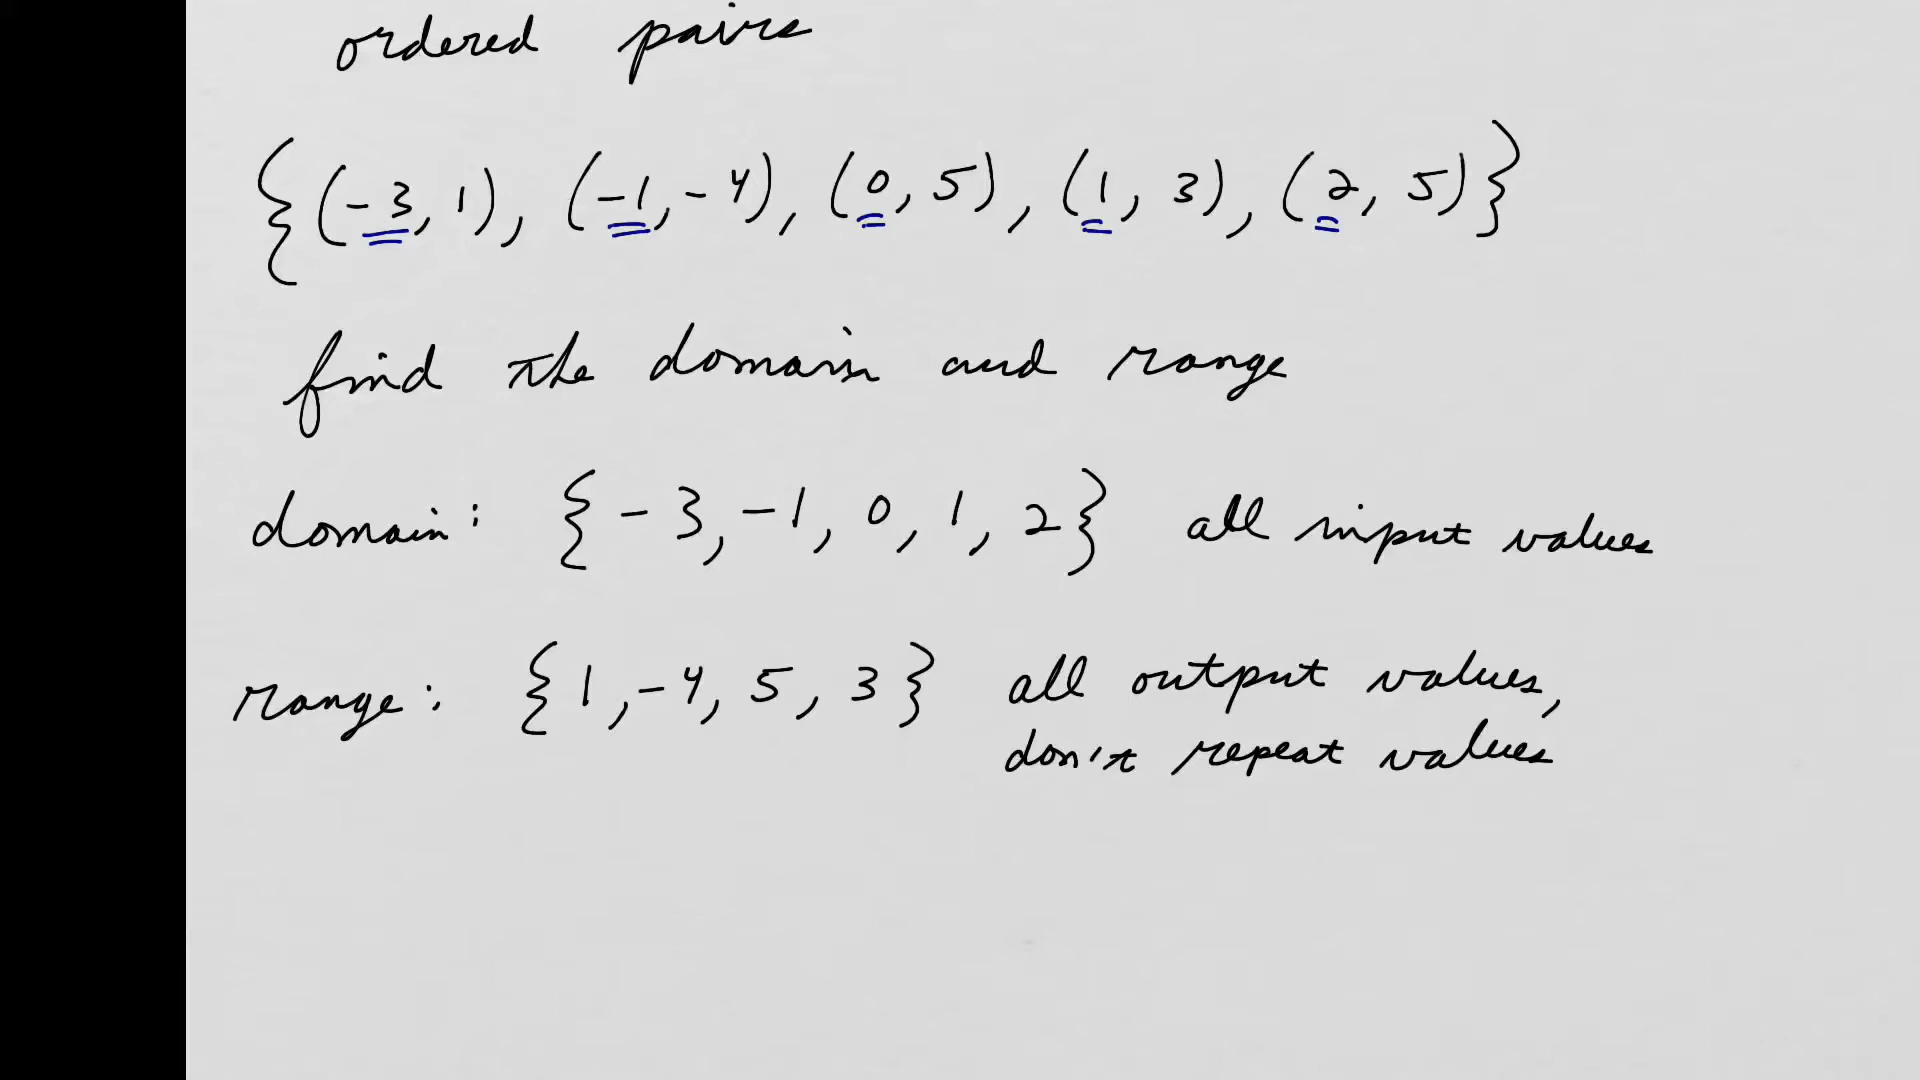 ordered pairs
{(-3, 1), (-1, -4), (0, 5), (1, 3), (2, 5)}
find the domain and range
domain: {-3, -1, 0, 1, 2} all input values
range: {1, -4, 5, 3} all output values,
don't repeat values